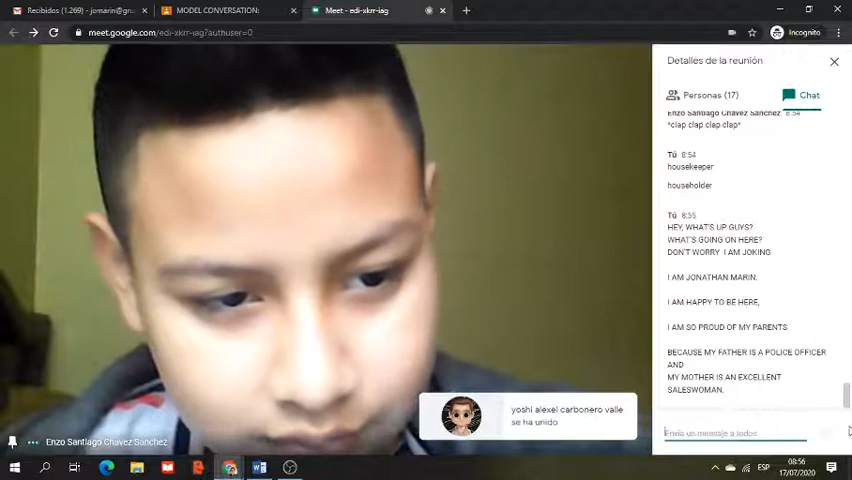 Recibidos (1.269) - jomarin@gru
MODEL CONVERSATION:
Meet - edi-xkrr-iag
meet.google.com/edi-xkrr-iag?authuser=0
Incognito
Detalles de la reunión
Personas (17)
Chat
Enzo Santiago Chavez Sanchez 8:54
*clap clap clap clap*
Tú 8:54
housekeeper
householder
Tú 8:55
HEY, WHAT'S UP GUYS?
WHAT'S GOING ON HERE?
DON'T WORRY I AM JOKING
I AM JONATHAN MARIN.
I AM HAPPY TO BE HERE,
I AM SO PROUD OF MY PARENTS
BECAUSE MY FATHER IS A POLICE OFFICER
AND
MY MOTHER IS AN EXCELLENT
SALESWOMAN.
Envía un mensaje a todos
yoshi alexel carbonero valle
se ha unido
Enzo Santiago Chavez Sanchez
ESP
08:56
17/07/2020